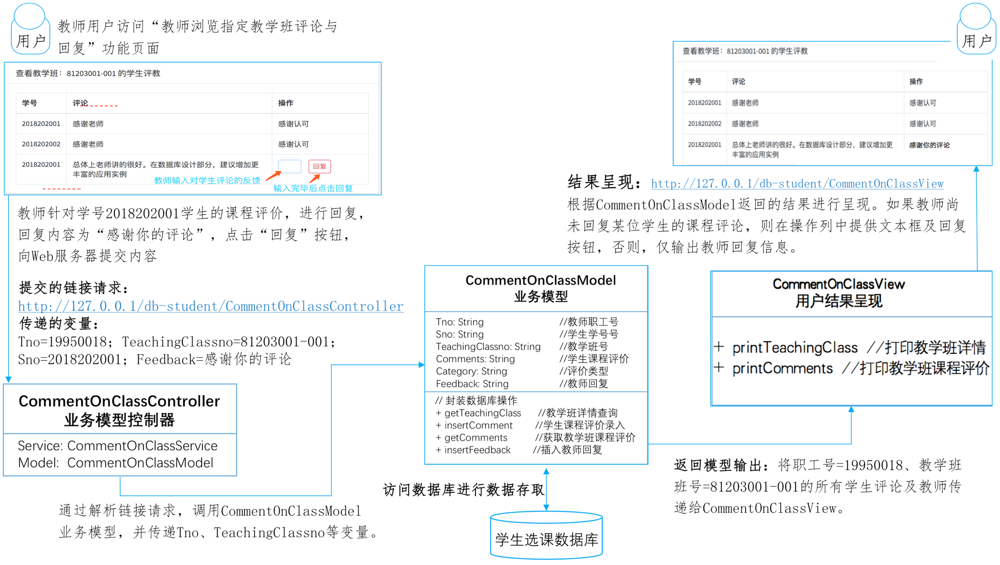 用户
教师用户访问“教师浏览指定教学班评论与
回复”功能页面
查看教学班：81203001-001 的学生评教
学号 评论 操作
2018202001 感谢老师 感谢认可
2018202002 感谢老师 感谢认可
2018202001 总体上老师讲的很好。在数据库设计部分，建议增加更
丰富的应用实例
回复
教师输入对学生评论的反馈
输入完毕后点击回复
教师针对学号2018202001学生的课程评价，进行回复，
回复内容为“感谢你的评论”，点击“回复”按钮，
向Web服务器提交内容
提交的链接请求：
http://127.0.0.1/db-student/CommentOnClassController
传递的变量：
Tno=19950018；TeachingClassno=81203001-001；
Sno=2018202001；Feedback=感谢你的评论
CommentOnClassController
业务模型控制器
Service: CommentOnClassService
Model: CommentOnClassModel
通过解析链接请求，调用CommentOnClassModel
业务模型，并传递Tno、TeachingClassno等变量。
CommentOnClassModel
业务模型
Tno: String //教师职工号
Sno: String //学生学号号
TeachingClassno: String //教学班号
Comments: String //学生课程评价
Category: String //评价类型
Feedback: String //教师回复
// 封装数据库操作
+ getTeachingClass //教学班详情查询
+ insertComment //学生课程评价录入
+ getComments //获取教学班课程评价
+ insertFeedback //插入教师回复
访问数据库进行数据存取
学生选课数据库
用户
查看教学班：81203001-001 的学生评教
学号 评论 操作
2018202001 感谢老师 感谢认可
2018202002 感谢老师 感谢认可
2018202001 总体上老师讲的很好。在数据库设计部分，建议增加更 感谢你的评论
丰富的应用实例
结果呈现：http://127.0.0.1/db-student/CommentOnClassView
根据CommentOnClassModel返回的结果进行呈现。如果教师尚
未回复某位学生的课程评论，则在操作列中提供文本框及回复
按钮，否则，仅输出教师回复信息。
CommentOnClassView
用户结果呈现
+ printTeachingClass //打印教学班详情
+ printComments //打印教学班课程评价
返回模型输出：将职工号=19950018、教学班
班号=81203001-001的所有学生评论及教师传
递给CommentOnClassView。